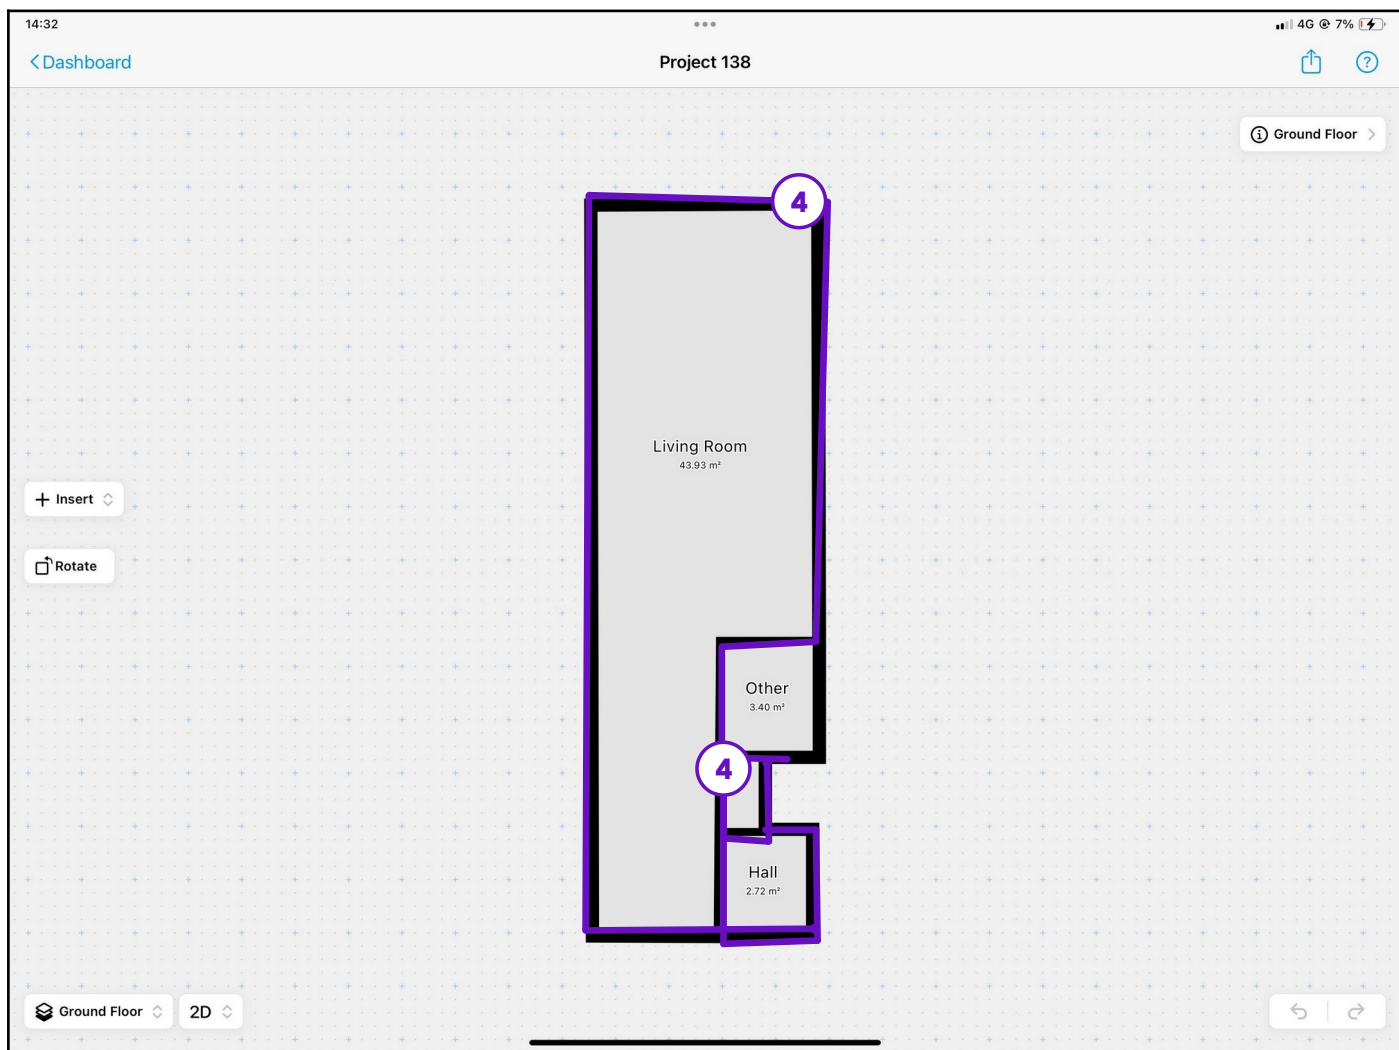 14:32
4G 7%
Dashboard
Project 138
Ground Floor
4
Living Room
43.93 m²
Insert
Rotate
Other
3.40 m²
4
Hall
2.72 m²
Ground Floor
2D